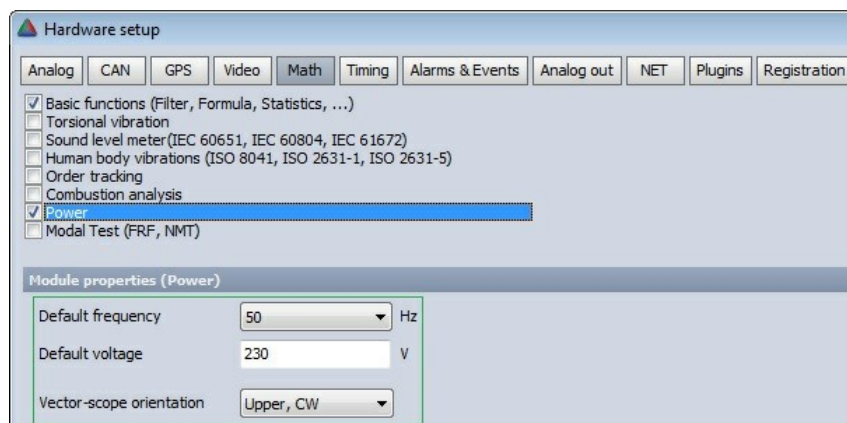 Hardware setup
Analog CAN GPS Video Math Timing Alarms & Events Analog out NET Plugins Registration
Basic functions (Filter, Formula, Statistics, ...)
Torsional vibration
Sound level meter(IEC 60651, IEC 60804, IEC 61672)
Human body vibrations (ISO 8041, ISO 2631-1, ISO 2631-5)
Order tracking
Combustion analysis
Power
Modal Test (FRF, NMT)
Module properties (Power)
Default frequency 50 Hz
Default voltage 230 V
Vector-scope orientation Upper, CW